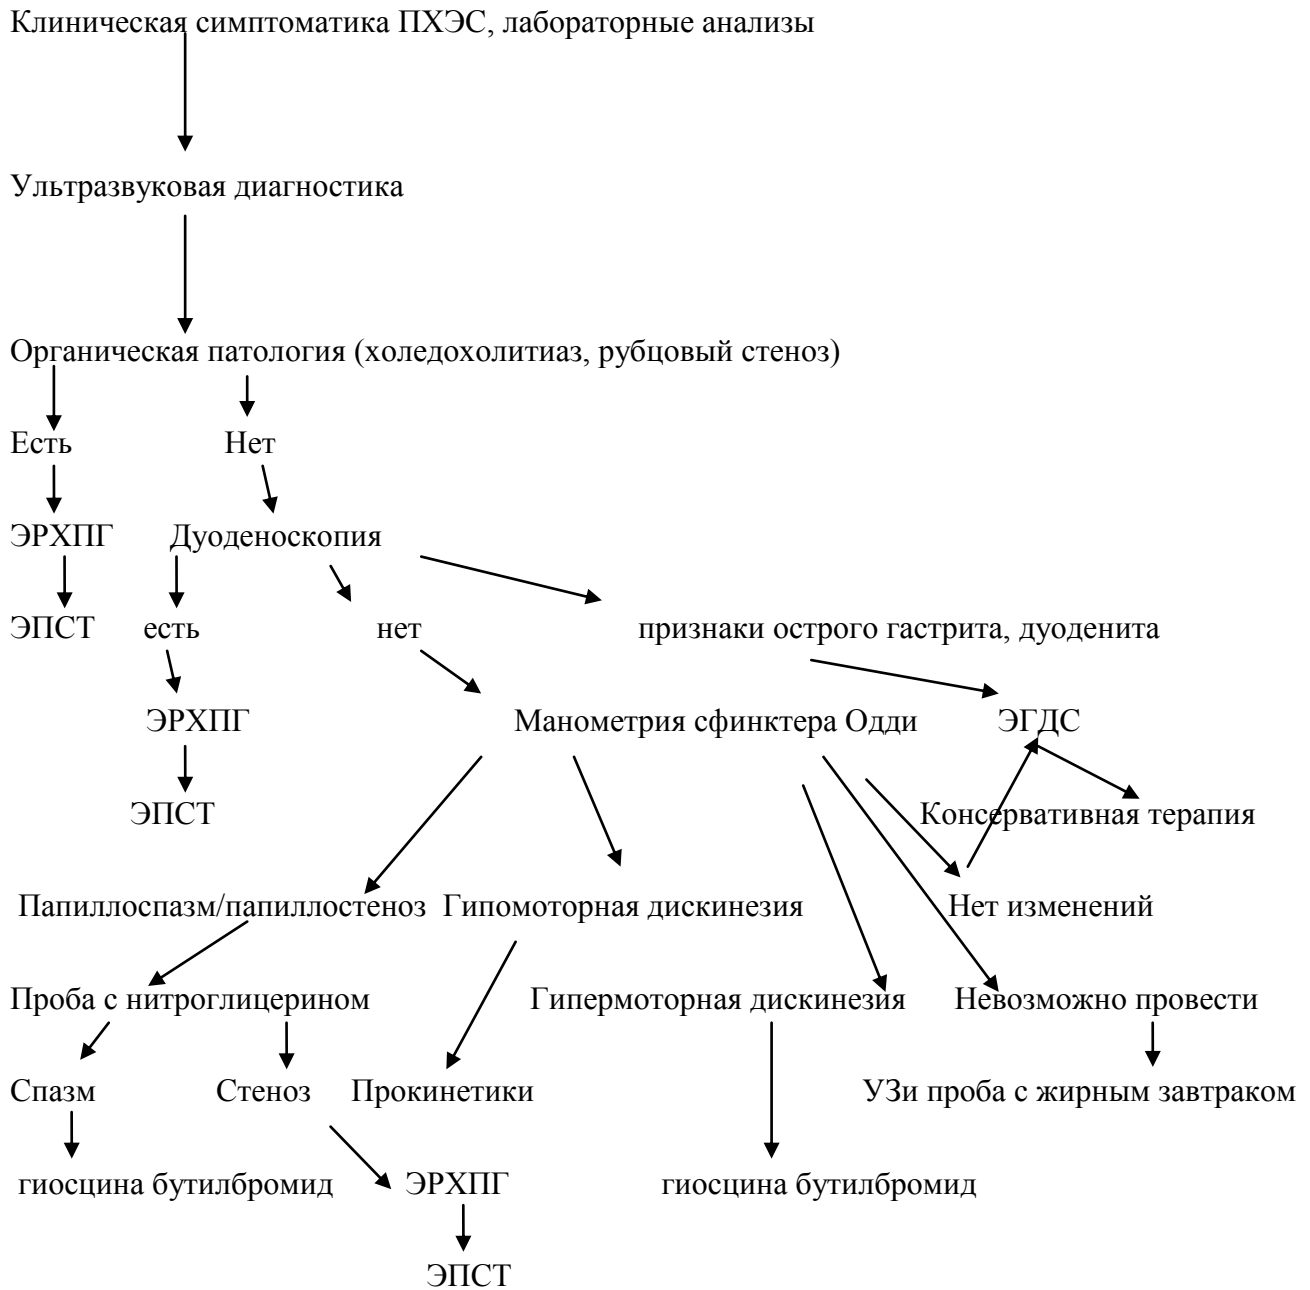 Клиническая симптоматика ПХЭС, лабораторные анализы
Ультразвуковая диагностика
Органическая патология (холедохолитиаз, рубцовый стеноз)
Есть Нет
ЭРХПГ Дуоденоскопия
ЭПСТ есть нет признаки острого гастрита, дуоденита
ЭРХПГ Манометрия сфинктера Одди ЭГДС
ЭПСТ Консервативная терапия
Папиллоспазм/папиллостеноз Гипомоторная дискинезия Нет изменений
Проба с нитроглицерином Гипермоторная дискинезия Невозможно провести
Спазм Стеноз Прокинетики УЗи проба с жирным завтраком
гиосцина бутилбромид ЭРХПГ гиосцина бутилбромид
ЭПСТ